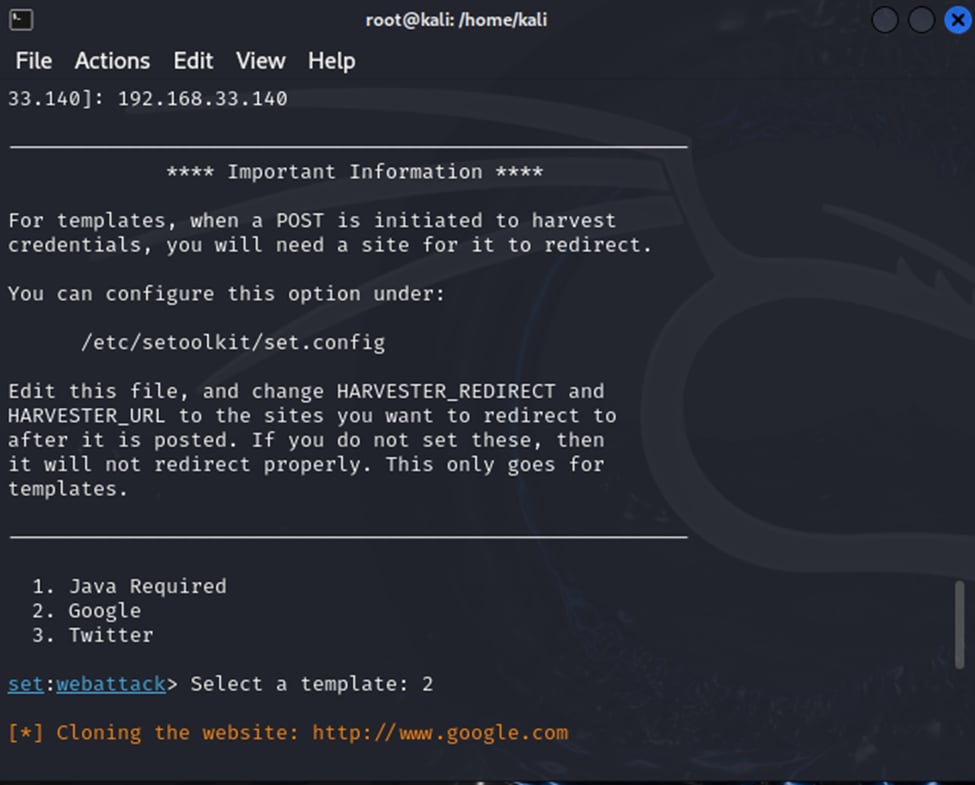 root@kali: /home/kali
File Actions Edit View Help
33.140]: 192.168.33.140
**** Important Information ****
For templates, when a POST is initiated to harvest
credentials, you will need a site for it to redirect.
You can configure this option under:
/etc/setoolkit/set.config
Edit this file, and change HARVESTER_REDIRECT and
HARVESTER_URL to the sites you want to redirect to
after it is posted. If you do not set these, then
it will not redirect properly. This only goes for
templates.
1. Java Required
2. Google
3. Twitter
set:webattack> Select a template: 2
[*] Cloning the website: http://www.google.com